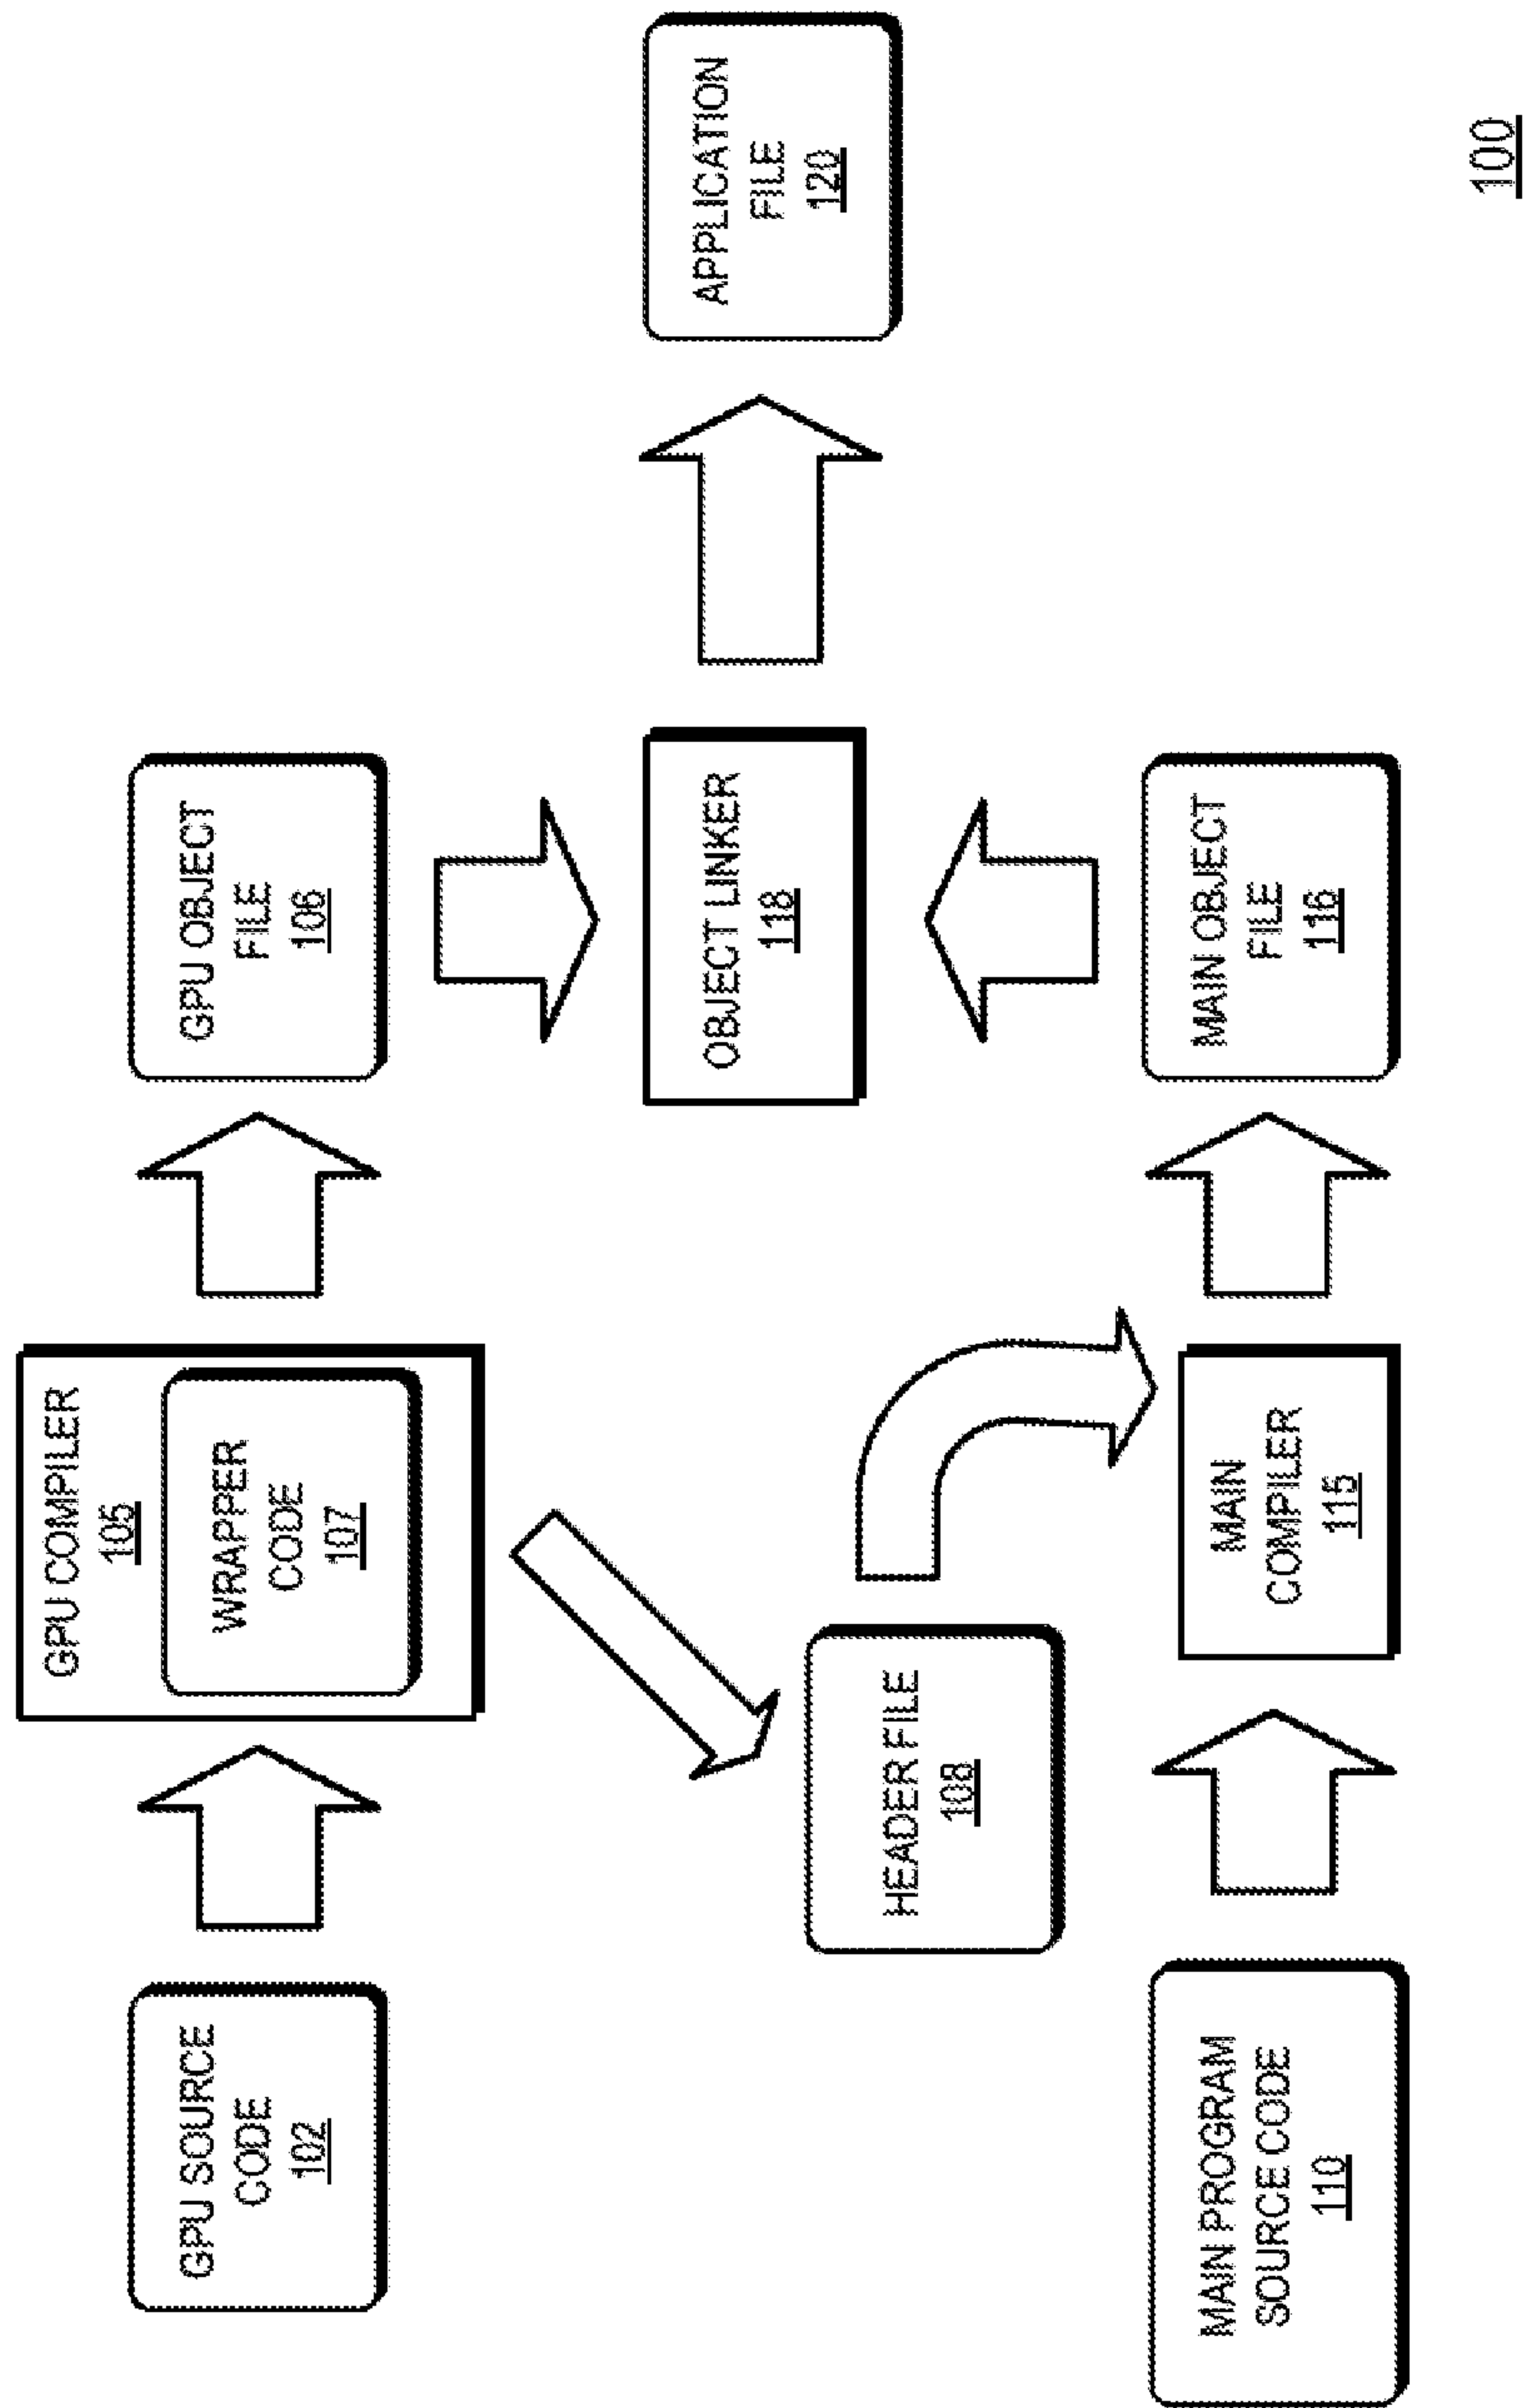 GPU SOURCE
CODE
102
GPU COMPILER
105
WRAPPER
CODE
107
GPU OBJECT
FILE
106
HEADER FILE
108
OBJECT LINKER
118
APPLICATION
FILE
120
MAIN PROGRAM
SOURCE CODE
110
MAIN
COMPILER
115
MAIN OBJECT
FILE
116
100